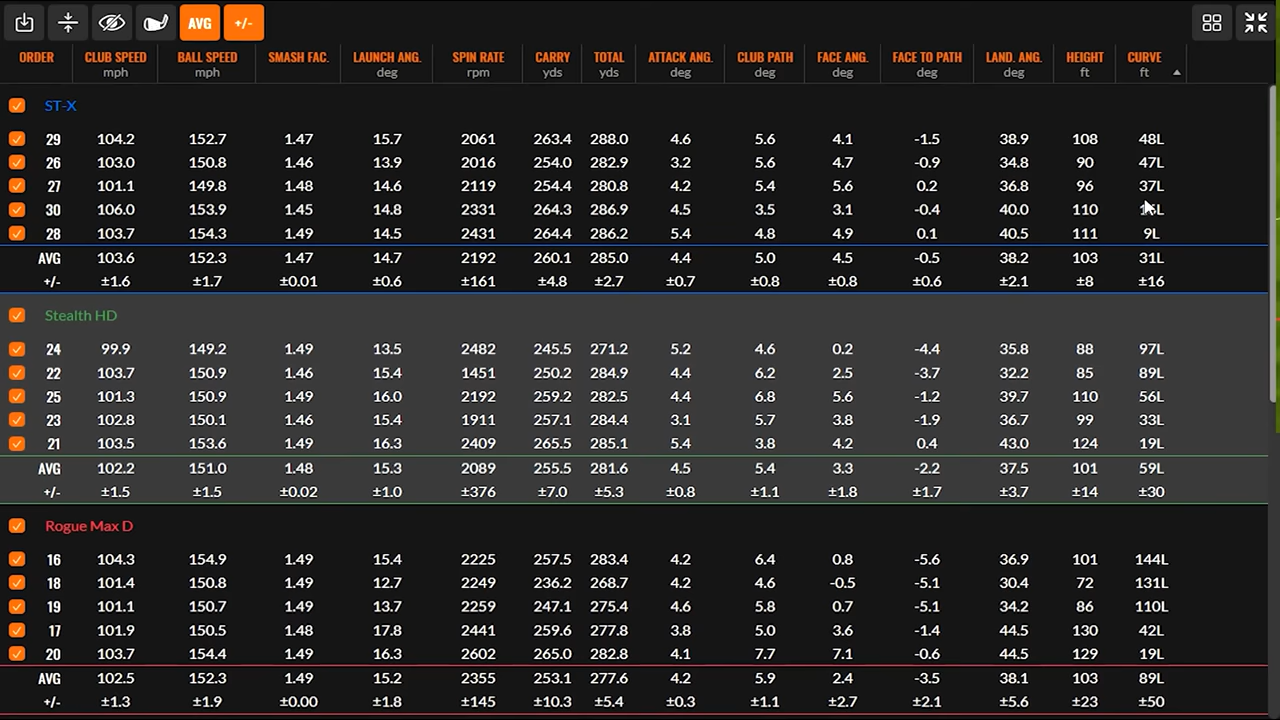 AVG +/-
ORDER CLUB SPEED BALL SPEED SMASH FAC. LAUNCH ANG. SPIN RATE CARRY TOTAL ATTACK ANG. CLUB PATH FACE ANG. FACE TO PATH LAND. ANG. HEIGHT CURVE
mph mph deg rpm yds yds deg deg deg deg deg ft ft
ST-X
29 104.2 152.7 1.47 15.7 2061 263.4 288.0 4.6 5.6 4.1 -1.5 38.9 108 48L
26 103.0 150.8 1.46 13.9 2016 254.0 282.9 3.2 5.6 4.7 -0.9 34.8 90 47L
27 101.1 149.8 1.48 14.6 2119 254.4 280.8 4.2 5.4 5.6 0.2 36.8 96 37L
30 106.0 153.9 1.45 14.8 2331 264.3 286.9 4.5 3.5 3.1 -0.4 40.0 110
28 103.7 154.3 1.49 14.5 2431 264.4 286.2 5.4 4.8 4.9 0.1 40.5 111 9L
AVG 103.6 152.3 1.47 14.7 2192 260.1 285.0 4.4 5.0 4.5 -0.5 38.2 103 31L
+/- ±1.6 ±1.7 ±0.01 ±0.6 ±161 ±4.8 ±2.7 ±0.7 ±0.8 ±0.8 ±0.6 ±2.1 ±8 ±16
Stealth HD
24 99.9 149.2 1.49 13.5 2482 245.5 271.2 5.2 4.6 0.2 -4.4 35.8 88 97L
22 103.7 150.9 1.46 15.4 1451 250.2 284.9 4.4 6.2 2.5 -3.7 32.2 85 89L
25 101.3 150.9 1.49 16.0 2192 259.2 282.5 4.4 6.8 5.6 -1.2 39.7 110 56L
23 102.8 150.1 1.46 15.4 1911 257.1 284.4 3.1 5.7 3.8 -1.9 36.7 99 33L
21 103.5 153.6 1.49 16.3 2409 265.5 285.1 5.4 3.8 4.2 0.4 43.0 124 19L
AVG 102.2 151.0 1.48 15.3 2089 255.5 281.6 4.5 5.4 3.3 -2.2 37.5 101 59L
+/- ±1.5 ±1.5 ±0.02 ±1.0 ±376 ±7.0 ±5.3 ±0.8 ±1.1 ±1.8 ±1.7 ±3.7 ±14 ±30
Rogue Max D
16 104.3 154.9 1.49 15.4 2225 257.5 283.4 4.2 6.4 0.8 -5.6 36.9 101 144L
18 101.4 150.8 1.49 12.7 2249 236.2 268.7 4.2 4.6 -0.5 -5.1 30.4 72 131L
19 101.1 150.7 1.49 13.7 2259 247.1 275.4 4.6 5.8 0.7 -5.1 34.2 86 110L
17 101.9 150.5 1.48 17.8 2441 259.6 277.8 3.8 5.0 3.6 -1.4 44.5 130 42L
20 103.7 154.4 1.49 16.3 2602 265.0 282.8 4.1 7.7 7.1 -0.6 44.5 129 19L
AVG 102.5 152.3 1.49 15.2 2355 253.1 277.6 4.2 5.9 2.4 -3.5 38.1 103 89L
+/- ±1.3 ±1.9 ±0.00 ±1.8 ±145 ±10.3 ±5.4 ±0.3 ±1.1 ±2.7 ±2.1 ±5.6 ±23 ±50